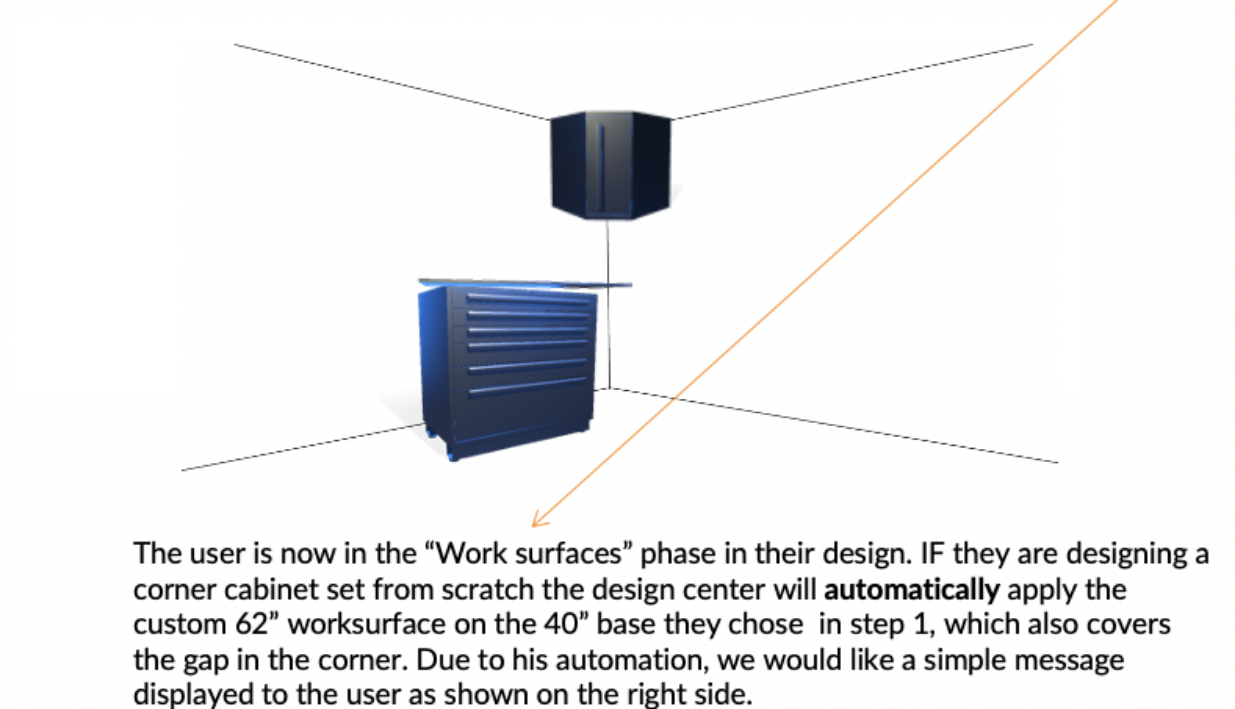 The user is now in the “Work surfaces” phase in their design. IF they are designing a
corner cabinet set from scratch the design center will automatically apply the
custom 62” worksurface on the 40” base they chose  in step 1, which also covers
the gap in the corner. Due to his automation, we would like a simple message
displayed to the user as shown on the right side.